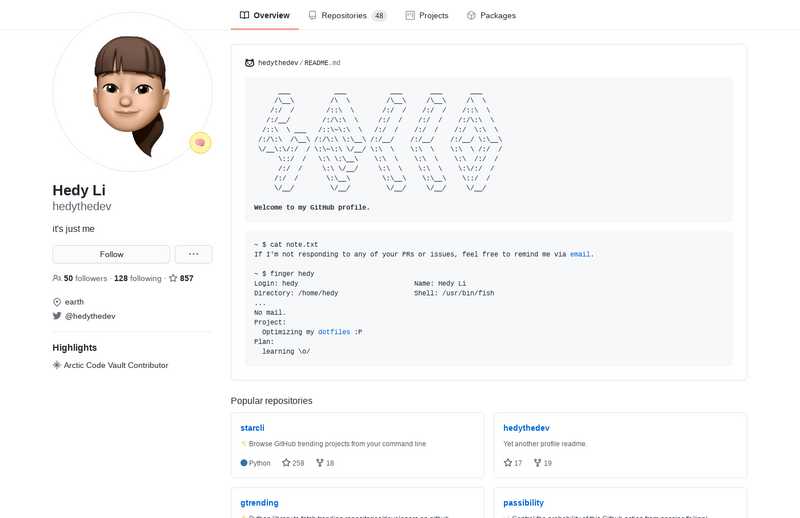 Overview
Repositories 48
Projects
Packages
Hedy Li
hedythedev
it's just me
Follow
50 followers · 128 following · 857
earth
@hedythedev
Highlights
Arctic Code Vault Contributor
hedythedev/README.md
Welcome to my GitHub profile.
~ $ cat note.txt
If I'm not responding to any of your PRs or issues, feel free to remind me via email.
~ $ finger hedy
Login: hedy Name: Hedy Li
Directory: /home/hedy Shell: /usr/bin/fish
...
No mail.
Project:
Optimizing my dotfiles :P
Plan:
learning \o/
Popular repositories
starcli
Browse GitHub trending projects from your command line
Python 258 18
hedythedev
Yet another profile readme.
17 19
gtrending
passibility